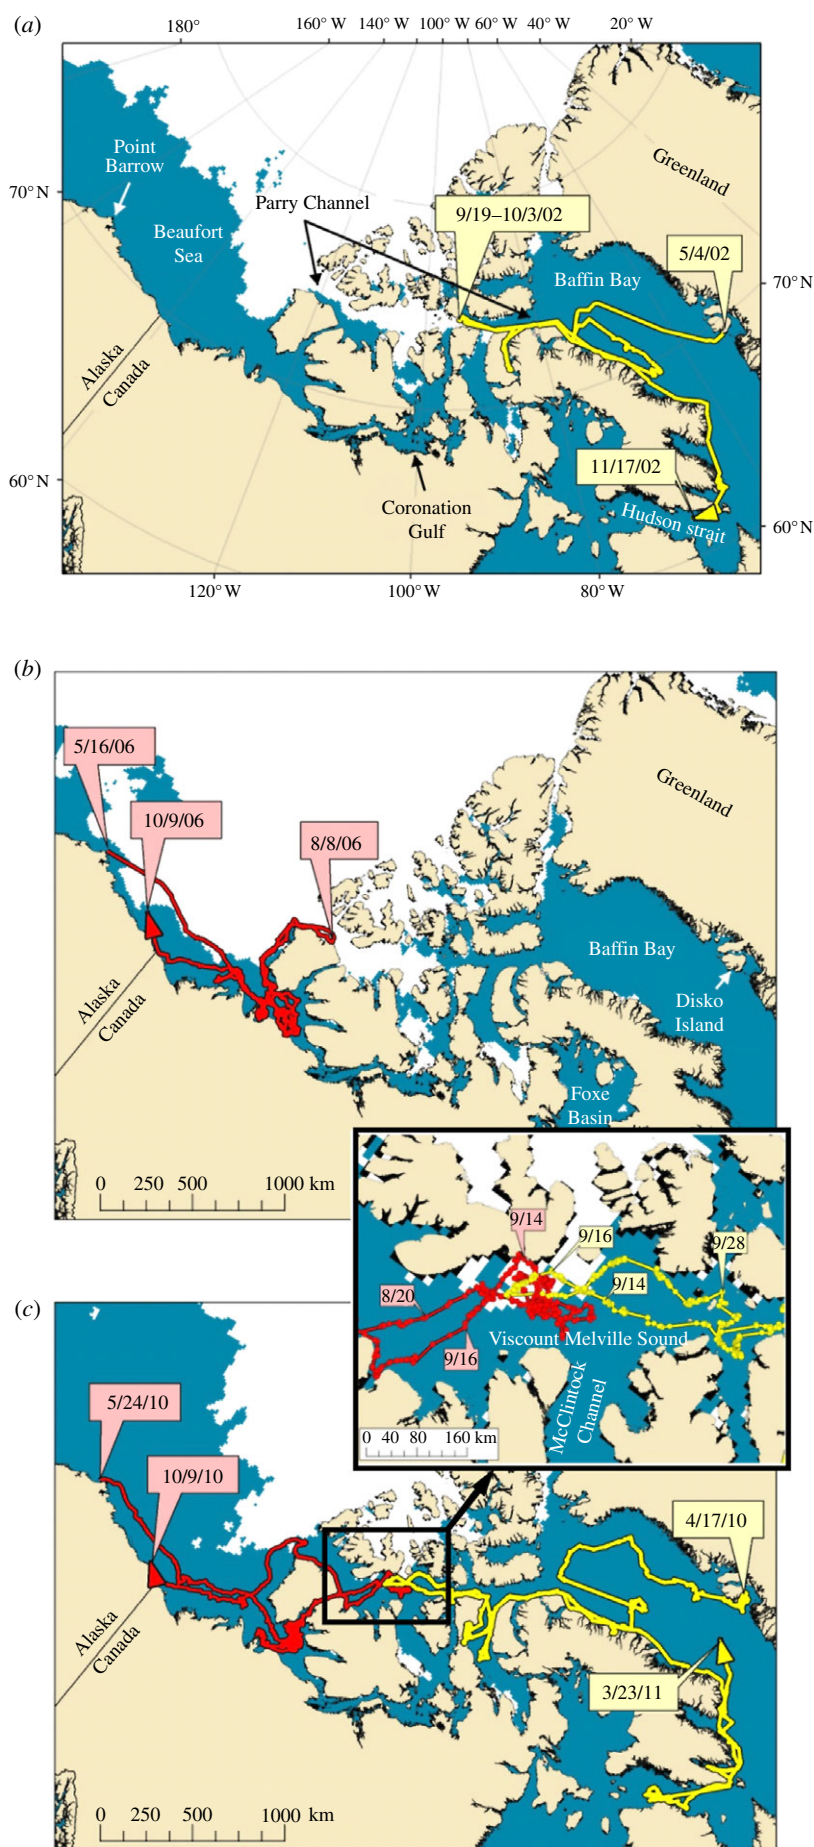 (a)
180°
160° W
140° W
100° W
60° W
40° W
20° W
Point
Barrow
Greenland
70° N
Parry Channel
9/19–10/3/02
Beaufort
Sea
5/4/02
Baffin Bay
70° N
Alaska
Canada
11/17/02
60° N
Coronation
Gulf
Hudson strait
60° N
120° W
100° W
80° W
(b)
5/16/06
Greenland
10/9/06
8/8/06
Baffin Bay
Alaska
Canada
Disko
Island
Foxe
Basin
0 250 500 1000 km
9/14
9/16
9/28
8/20
9/14
Viscount Melville Sound
9/16
McClintock
Channel
0 40 80 160 km
(c)
5/24/10
10/9/10
4/17/10
Alaska
Canada
3/23/11
0 250 500 1000 km